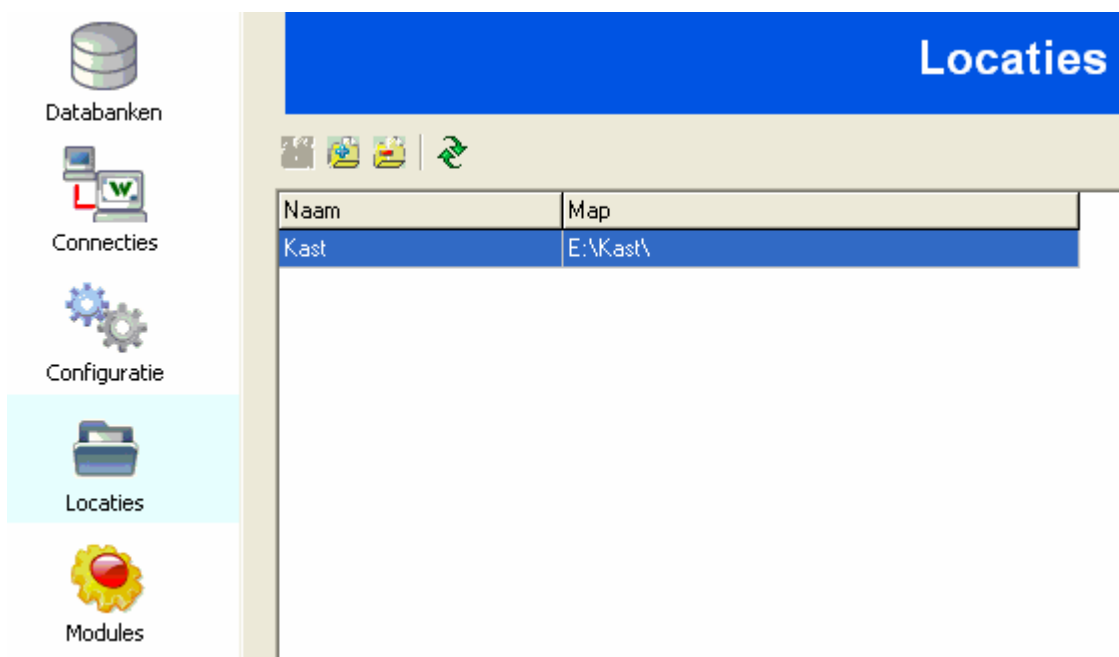 Databanken
W.
Connecties
Configuratie
Locaties
Modules
Locaties
Naam Map
Kast E:\Kast\